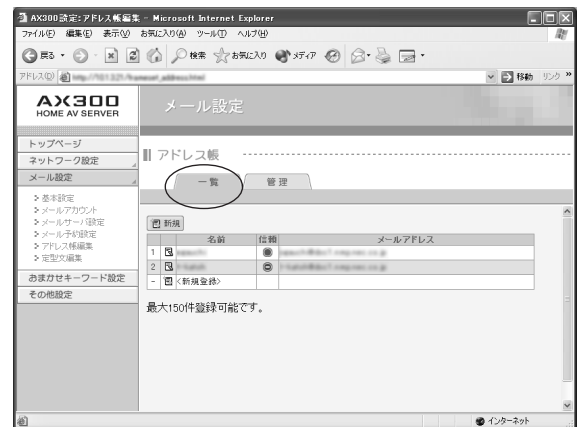 AX300設定:アドレス帳編集 - Microsoft Internet Explorer
ファイル(F) 編集(E) 表示(V) お気に入り(A) ツール(T) ヘルプ(H)
戻る 検索 お気に入り メディア
アドレス(D) 移動 リンク »
AX300
HOME AV SERVER
メール設定
トップページ
ネットワーク設定
メール設定
基本設定
メールアカウント
メールサーバ設定
メール予約設定
アドレス帳編集
定型文編集
おまかせキーワード設定
その他設定
アドレス帳
一覧 管理
新規
名前 信頼 メールアドレス
1
2
- <新規登録>
最大150件登録可能です。
インターネット